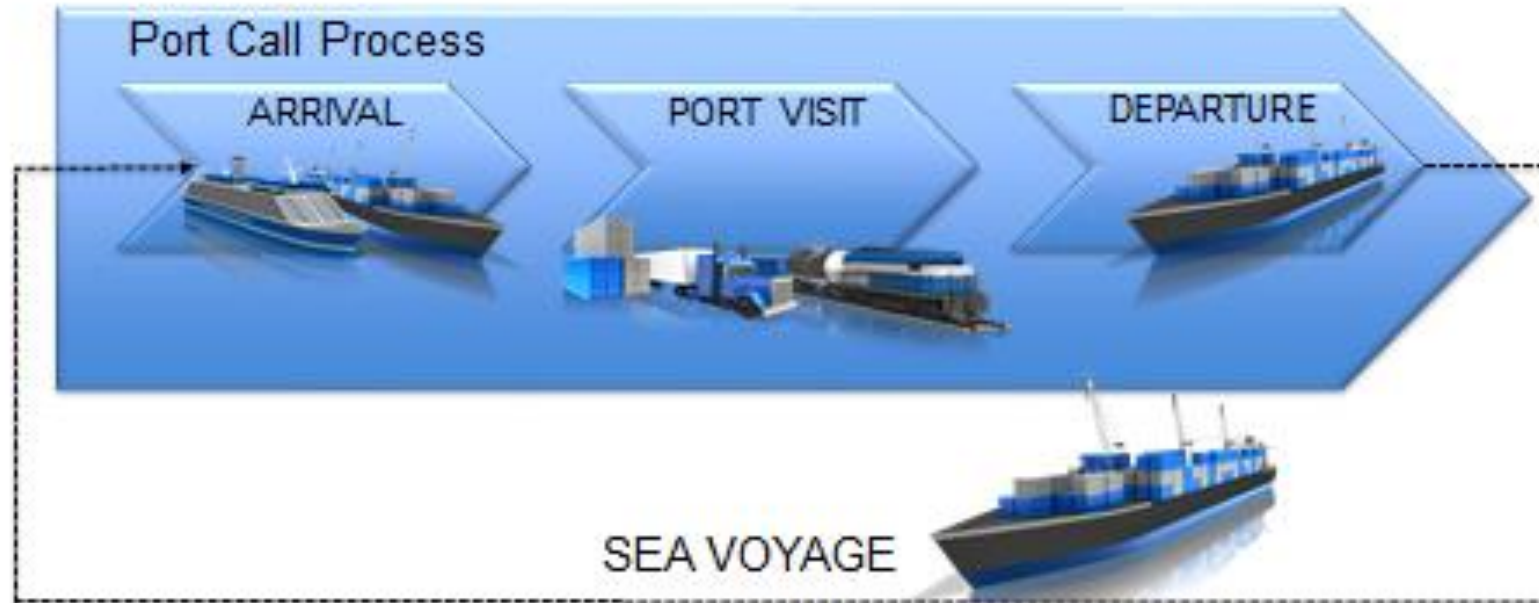 Port Call Process
ARRIVAL
PORT VISIT
DEPARTURE
SEA VOYAGE